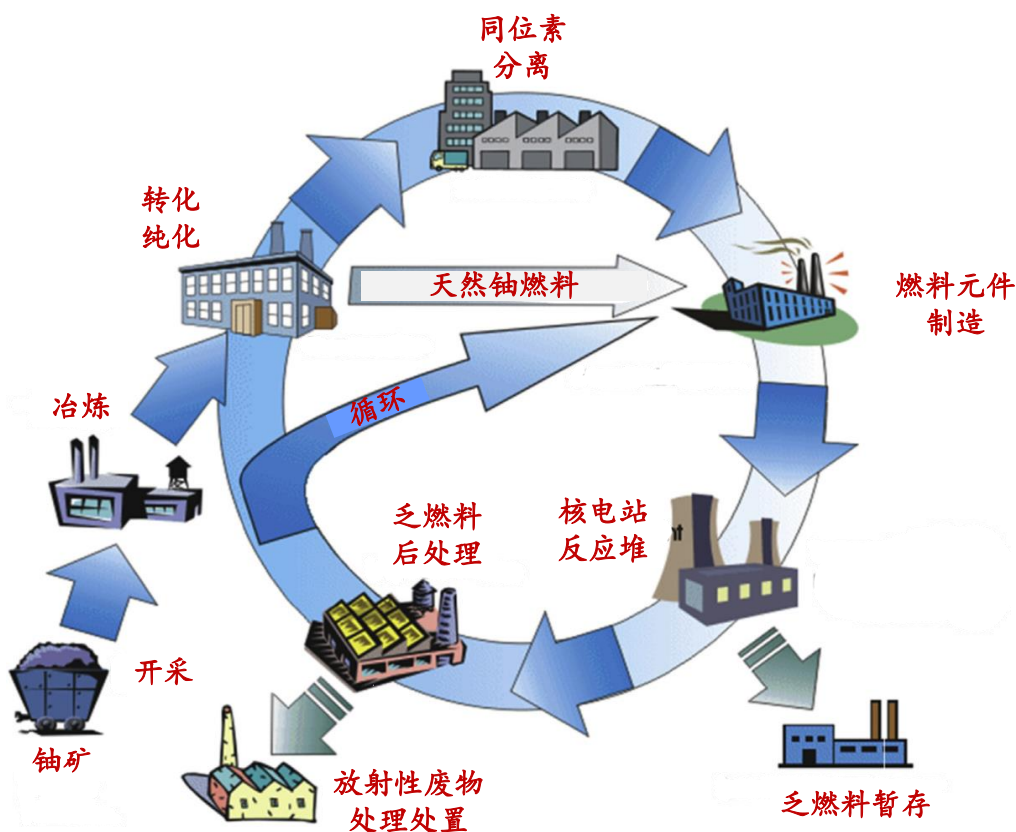 同位素
分离
转化
纯化
天然铀燃料
燃料元件
制造
循环
冶炼
乏燃料
后处理
核电站
反应堆
nt
开采
铀矿
放射性废物
处理处置
乏燃料暂存